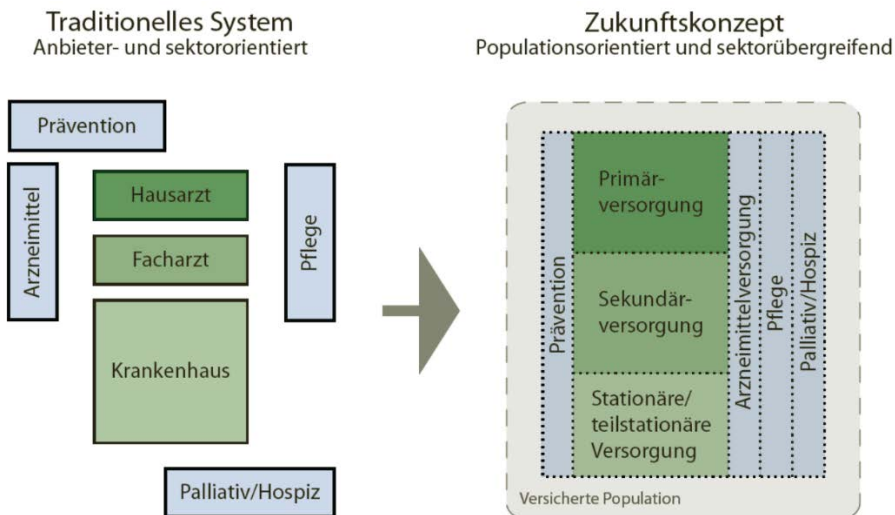 Traditionelles System
Anbieter- und sektororientiert
Prävention
Arzneimittel
Hausarzt
Facharzt
Krankenhaus
Pflege
Palliativ/Hospiz
Zukunftskonzept
Populationsorientiert und sektorübergreifend
Prävention
Primär-
versorgung
Sekundär-
versorgung
Stationäre/
teilstationäre
Versorgung
Arzneimittelversorgung
Pflege
Palliativ/Hospiz
Versicherte Population